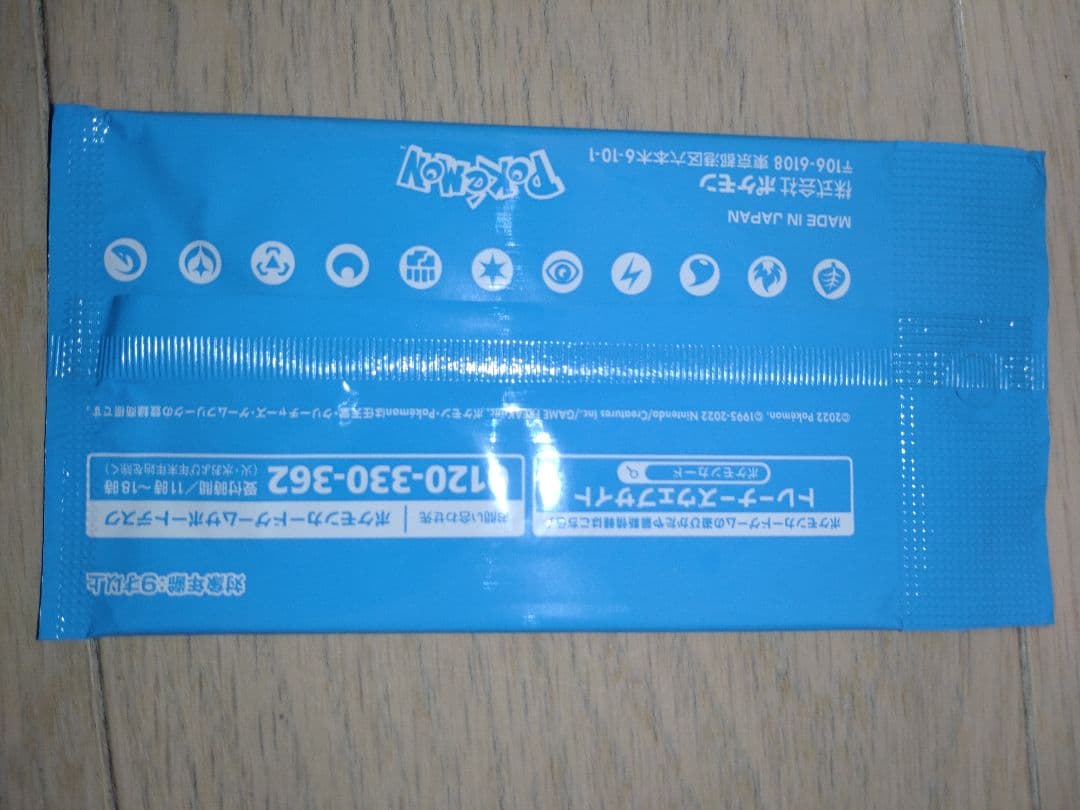 対象年齢：9才以上
ポケモンカードゲームの遊びかたや最新情報はこちら
トレーナーズウェブサイト
ポケモンカード
お問い合わせ先 ポケモンカードゲームサポートデスク
120-330-362 受付時間／11時～18時
（火・水および年末年始を除く）
©2022 Pokémon. ©1995-2022 Nintendo/Creatures Inc./GAME FREAK inc. ポケモン・Pokémonは任天堂・クリーチャーズ・ゲームフリークの登録商標です。
MADE IN JAPAN
株式会社ポケモン
〒106-6108 東京都港区六本木6-10-1
POKéMON